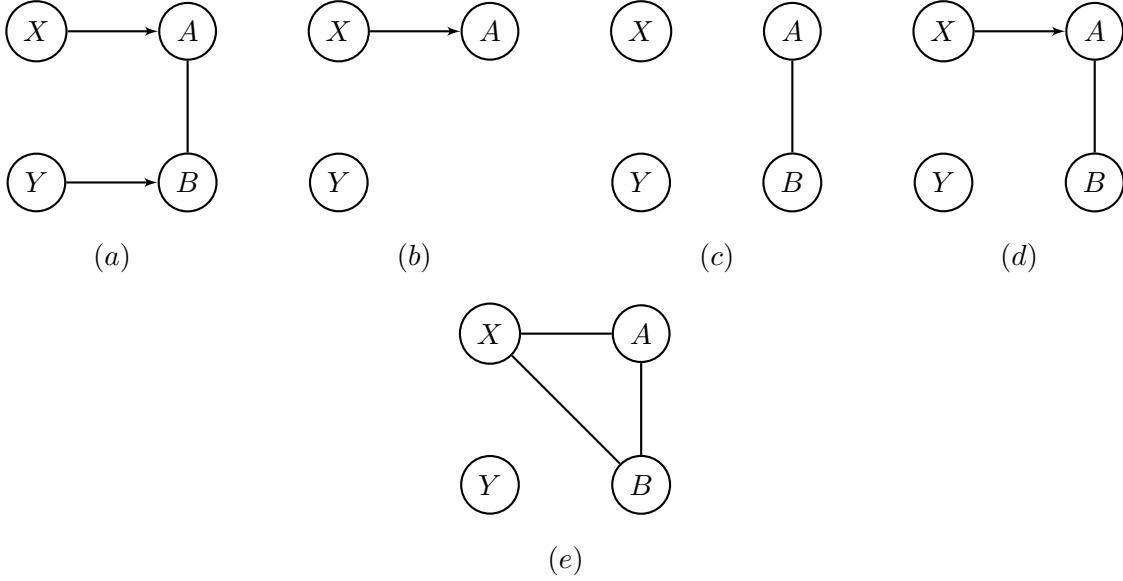 X A X A X A X A
Y B Y Y B Y B
(a) (b) (c) (d)
X A
Y B
(e)